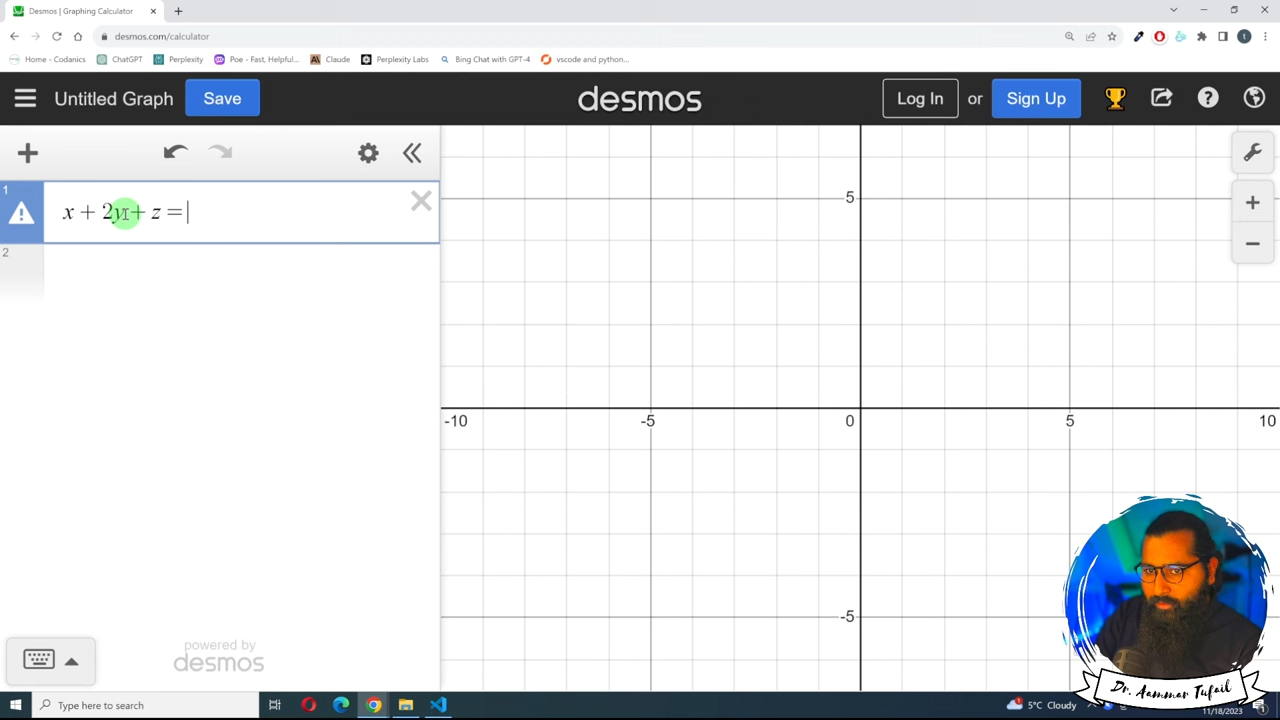 Desmos | Graphing Calculator
desmos.com/calculator
Home - Codanics
ChatGPT
Perplexity
Poe - Fast, Helpful...
Claude
Perplexity Labs
Bing Chat with GPT-4
vscode and python...
Untitled Graph
Save
desmos
Log In
or
Sign Up
1
x + 2y + z =
2
5
-10
-5
0
5
10
-5
powered by
desmos
Dr. Aammar Tufail
Type here to search
5°C Cloudy
11/18/2023